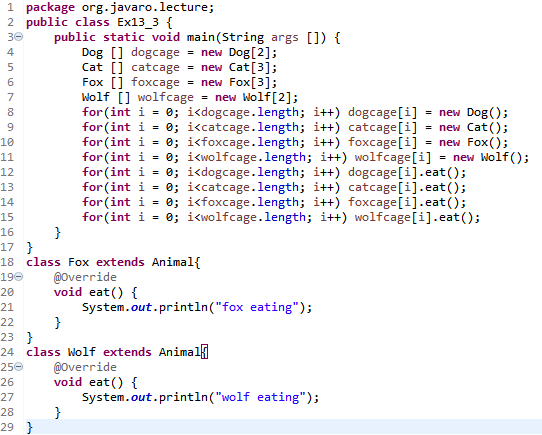 1 package org.javaro.lecture;
2 public class Ex13_3 {
3 public static void main(String args []) {
4 Dog [] dogcage = new Dog[2];
5 Cat [] catcage = new Cat[3];
6 Fox [] foxcage = new Fox[3];
7 Wolf [] wolfcage = new Wolf[2];
8 for(int i = 0; i<dogcage.length; i++) dogcage[i] = new Dog();
9 for(int i = 0; i<catcage.length; i++) catcage[i] = new Cat();
10 for(int i = 0; i<foxcage.length; i++) foxcage[i] = new Fox();
11 for(int i = 0; i<wolfcage.length; i++) wolfcage[i] = new Wolf();
12 for(int i = 0; i<dogcage.length; i++) dogcage[i].eat();
13 for(int i = 0; i<catcage.length; i++) catcage[i].eat();
14 for(int i = 0; i<foxcage.length; i++) foxcage[i].eat();
15 for(int i = 0; i<wolfcage.length; i++) wolfcage[i].eat();
16 }
17 }
18 class Fox extends Animal{
19 @Override
20 void eat() {
21 System.out.println("fox eating");
22 }
23 }
24 class Wolf extends Animal{
25 @Override
26 void eat() {
27 System.out.println("wolf eating");
28 }
29 }